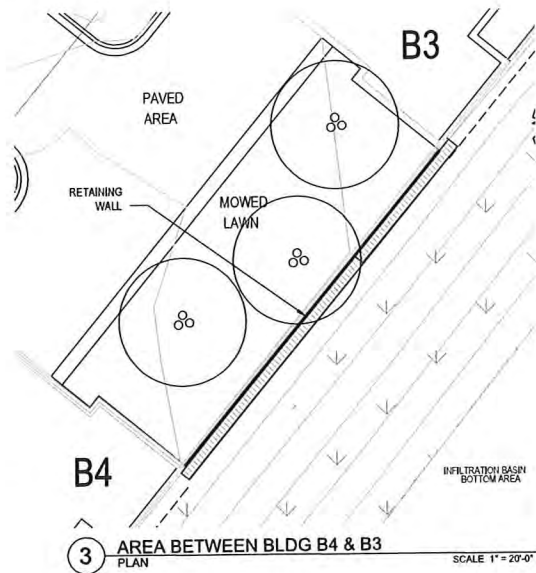 B3
PAVED
AREA
RETAINING
WALL
MOWED
LAWN
B4
INFILTRATION BASIN
BOTTOM AREA
3
AREA BETWEEN BLDG B4 & B3
PLAN
SCALE 1" = 20'-0"